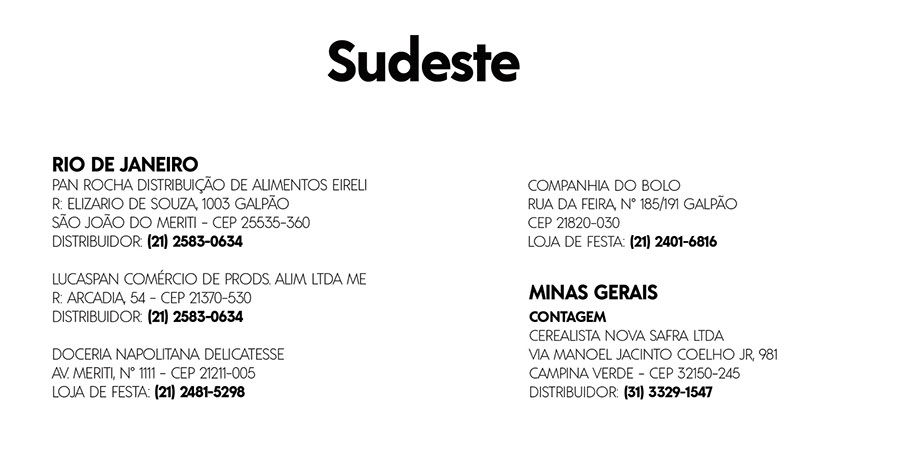 Sudeste
RIO DE JANEIRO
PAN ROCHA DISTRIBUIÇÃO DE ALIMENTOS EIRELI
R: ELIZARIO DE SOUZA, 1003 GALPÃO
SÃO JOÃO DO MERITI - CEP 25535-360
DISTRIBUIDOR: (21) 2583-0634
LUCASPAN COMÉRCIO DE PRODS. ALIM. LTDA ME
R: ARCADIA, 54 - CEP 21370-530
DISTRIBUIDOR: (21) 2583-0634
DOCERIA NAPOLITANA DELICATESSE
AV. MERITI, N° 1111 - CEP 21211-005
LOJA DE FESTA: (21) 2481-5298
COMPANHIA DO BOLO
RUA DA FEIRA, N° 185/191 GALPÃO
CEP 21820-030
LOJA DE FESTA: (21) 2401-6816
MINAS GERAIS
CONTAGEM
CEREALISTA NOVA SAFRA LTDA
VIA MANOEL JACINTO COELHO JR, 981
CAMPINA VERDE - CEP 32150-245
DISTRIBUIDOR: (31) 3329-1547